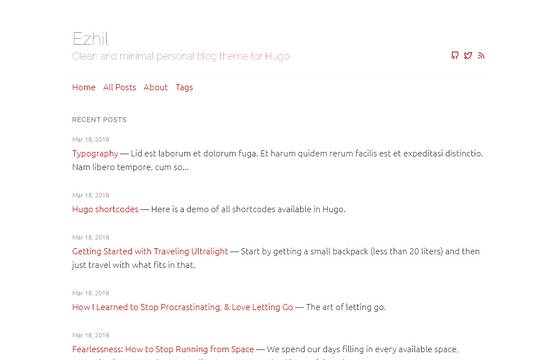 Ezhil
Clean and minimal personal blog theme for Hugo
Home All Posts About Tags
RECENT POSTS
Mar 18, 2018
Typography — Lid est laborum et dolorum fuga. Et harum quidem rerum facilis est et expeditasi distinctio.
Nam libero tempore, cum so...
Mar 18, 2018
Hugo shortcodes — Here is a demo of all shortcodes available in Hugo.
Mar 18, 2018
Getting Started with Traveling Ultralight — Start by getting a small backpack (less than 20 liters) and then
just travel with what fits in that.
Mar 18, 2018
How I Learned to Stop Procrastinating, & Love Letting Go — The art of letting go.
Mar 18, 2018
Fearlessness: How to Stop Running from Space — We spend our days filling in every available space,